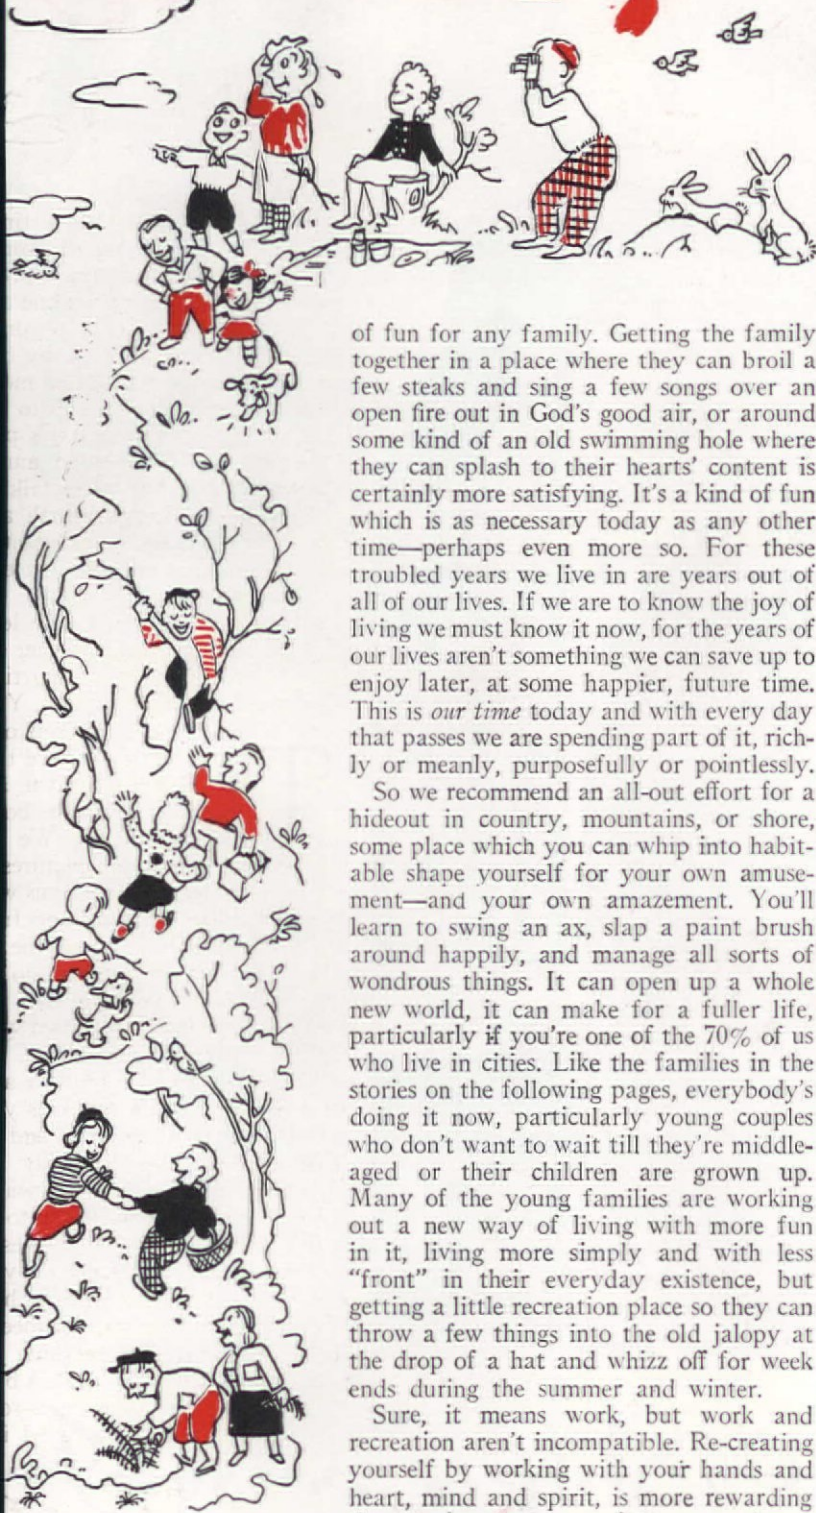 of fun for any family. Getting the family
together in a place where they can broil a
few steaks and sing a few songs over an
open fire out in God's good air, or around
some kind of an old swimming hole where
they can splash to their hearts' content is
certainly more satisfying. It's a kind of fun
which is as necessary today as any other
time—perhaps even more so. For these
troubled years we live in are years out of
all of our lives. If we are to know the joy of
living we must know it now, for the years of
our lives aren't something we can save up to
enjoy later, at some happier, future time.
This is our time today and with every day
that passes we are spending part of it, rich-
ly or meanly, purposefully or pointlessly.
So we recommend an all-out effort for a
hideout in country, mountains, or shore,
some place which you can whip into habit-
able shape yourself for your own amuse-
ment—and your own amazement. You'll
learn to swing an ax, slap a paint brush
around happily, and manage all sorts of
wondrous things. It can open up a whole
new world, it can make for a fuller life,
particularly if you're one of the 70% of us
who live in cities. Like the families in the
stories on the following pages, everybody's
doing it now, particularly young couples
who don't want to wait till they're middle-
aged or their children are grown up.
Many of the young families are working
out a new way of living with more fun
in it, living more simply and with less
"front" in their everyday existence, but
getting a little recreation place so they can
throw a few things into the old jalopy at
the drop of a hat and whizz off for week
ends during the summer and winter.
Sure, it means work, but work and
recreation aren't incompatible. Re-creating
yourself by working with your hands and
heart, mind and spirit, is more rewarding